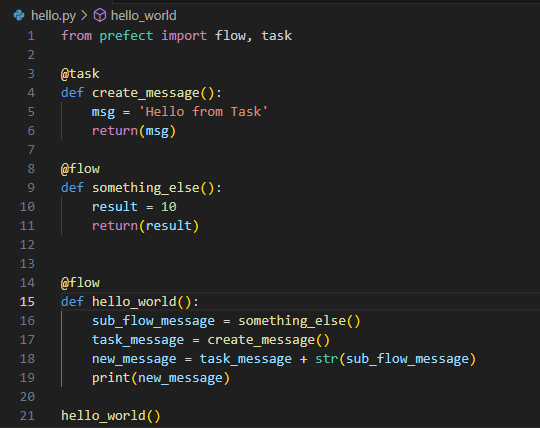 hello.py > hello_world
1 from prefect import flow, task
2
3 @task
4 def create_message():
5     msg = 'Hello from Task'
6     return(msg)
7
8 @flow
9 def something_else():
10     result = 10
11     return(result)
12
13
14 @flow
15 def hello_world():
16     sub_flow_message = something_else()
17     task_message = create_message()
18     new_message = task_message + str(sub_flow_message)
19     print(new_message)
20
21 hello_world()